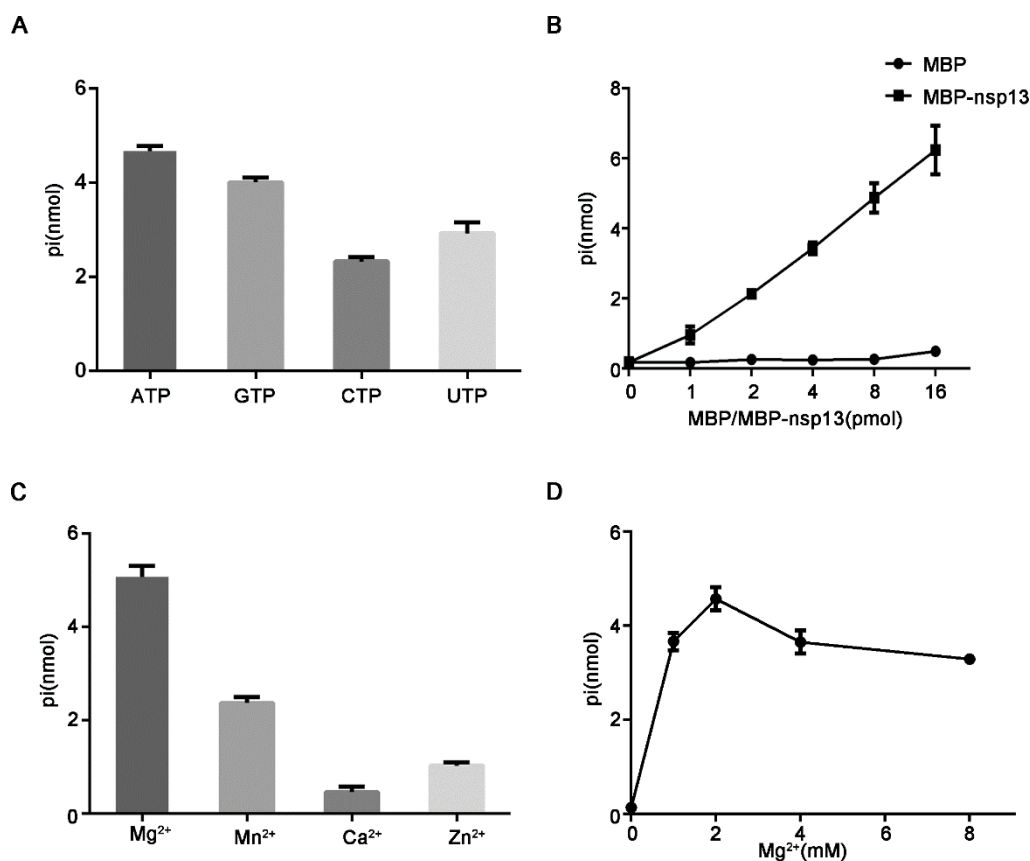 A
6
4
2
0
pi(nmol)
ATP GTP CTP UTP
B
MBP
MBP-nsp13
8
6
4
2
0
pi(nmol)
0 1 2 4 8 16
MBP/MBP-nsp13(pmol)
C
6
4
2
0
pi(nmol)
Mg²⁺ Mn²⁺ Ca²⁺ Zn²⁺
D
6
4
2
0
pi(nmol)
0 2 4 6 8
Mg²⁺(mM)